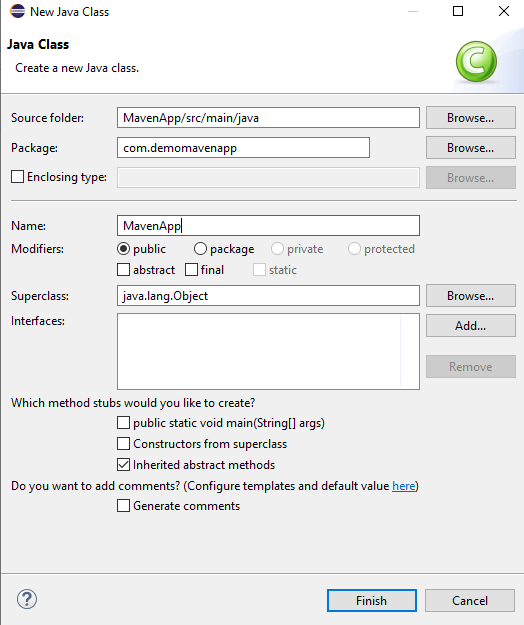 New Java Class
Java Class
Create a new Java class.
Source folder: MavenApp/src/main/java Browse...
Package: com.demomavenapp Browse...
Enclosing type: Browse...
Name: MavenApp
Modifiers: public package private protected
abstract final static
Superclass: java.lang.Object Browse...
Interfaces: Add...
Remove
Which method stubs would you like to create?
public static void main(String[] args)
Constructors from superclass
Inherited abstract methods
Do you want to add comments? (Configure templates and default value here)
Generate comments
? Finish Cancel